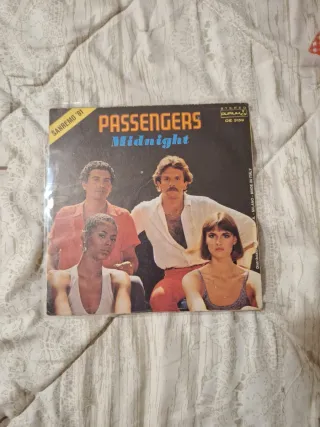 SANREMO '81
PASSENGERS
Midnight
STEREO
DURIUM